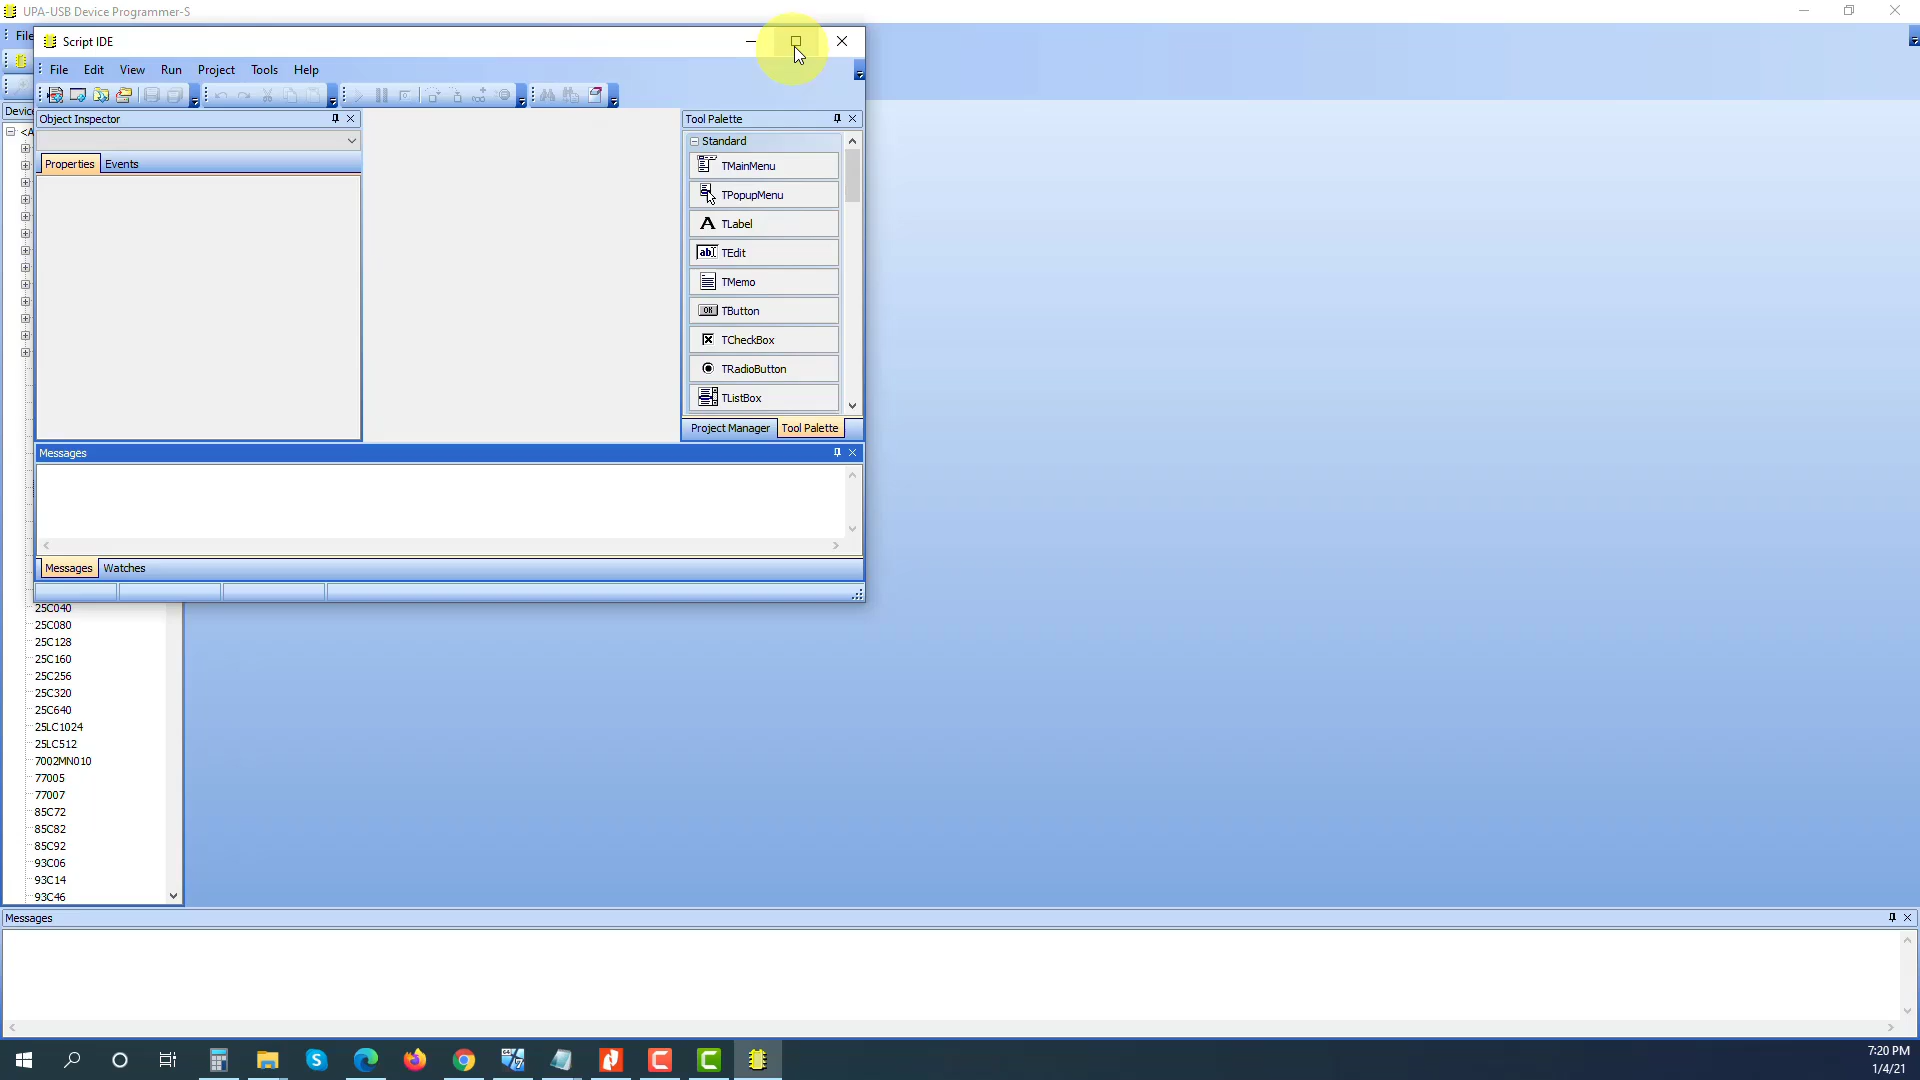 UPA-USB Device Programmer-S
File
Script IDE
File Edit View Run Project Tools Help
Object Inspector
Properties Events
Tool Palette
Standard
TMainMenu
TPopupMenu
TLabel
TEdit
TMemo
TButton
TCheckBox
TRadioButton
TListBox
Project Manager Tool Palette
Messages
Messages Watches
Devic
<A
25C040
25C080
25C128
25C160
25C256
25C320
25C640
25LC1024
25LC512
7002MN010
77005
77007
85C72
85C82
85C92
93C06
93C14
93C46
Messages
7:20 PM
1/4/21